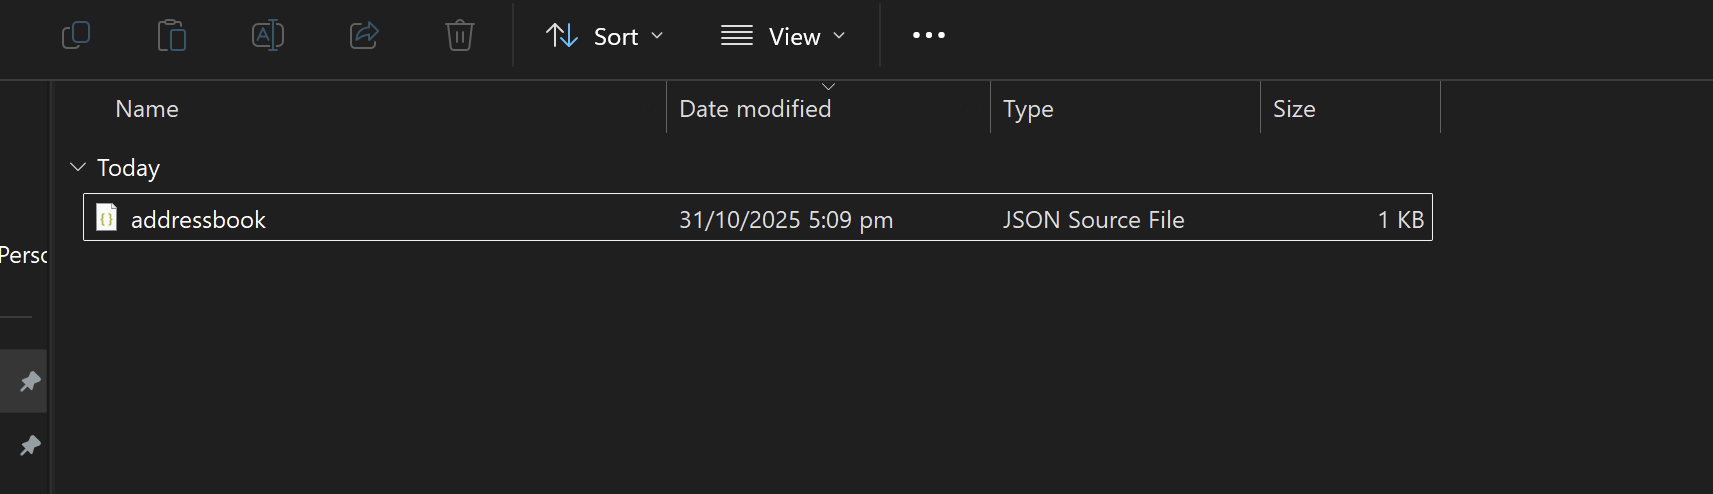 Sort View •••
Name Date modified Type Size
Today
addressbook 31/10/2025 5:09 pm JSON Source File 1 KB
Persc